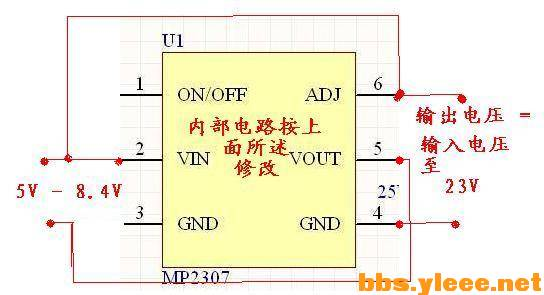 U1
1
ON/OFF
ADJ
6
内部电路按上
面所述
修改
输出电压 =
输入电压
至
23V
2
VIN
VOUT
5
5V - 8.4V
3
GND
GND
4
25
MP2307
bbs.yleee.net